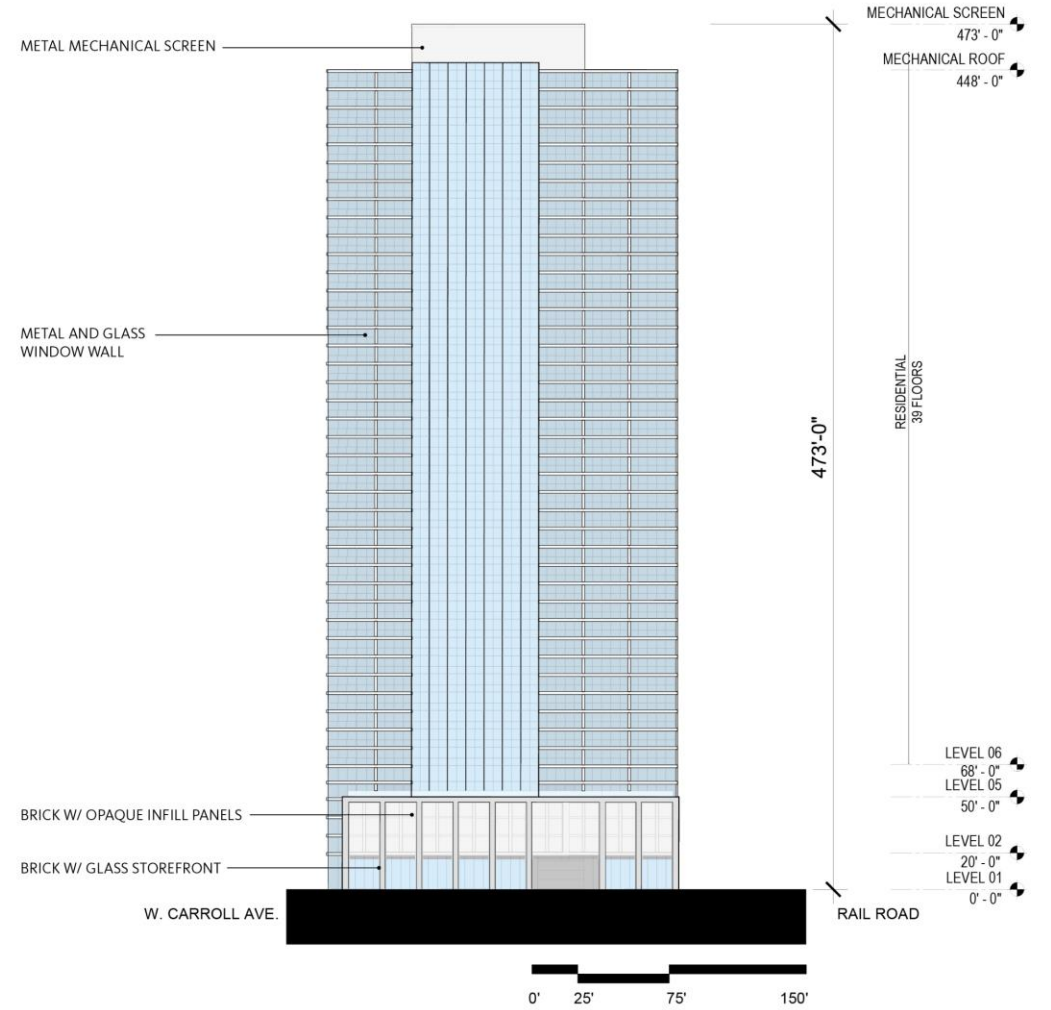 METAL MECHANICAL SCREEN
METAL AND GLASS
WINDOW WALL
BRICK W/ OPAQUE INFILL PANELS
BRICK W/ GLASS STOREFRONT
W. CARROLL AVE.
RAIL ROAD
473'-0"
MECHANICAL SCREEN
473' - 0"
MECHANICAL ROOF
448' - 0"
RESIDENTIAL
39 FLOORS
LEVEL 06
68' - 0"
LEVEL 05
50' - 0"
LEVEL 02
20' - 0"
LEVEL 01
0' - 0"
0' 25' 75' 150'